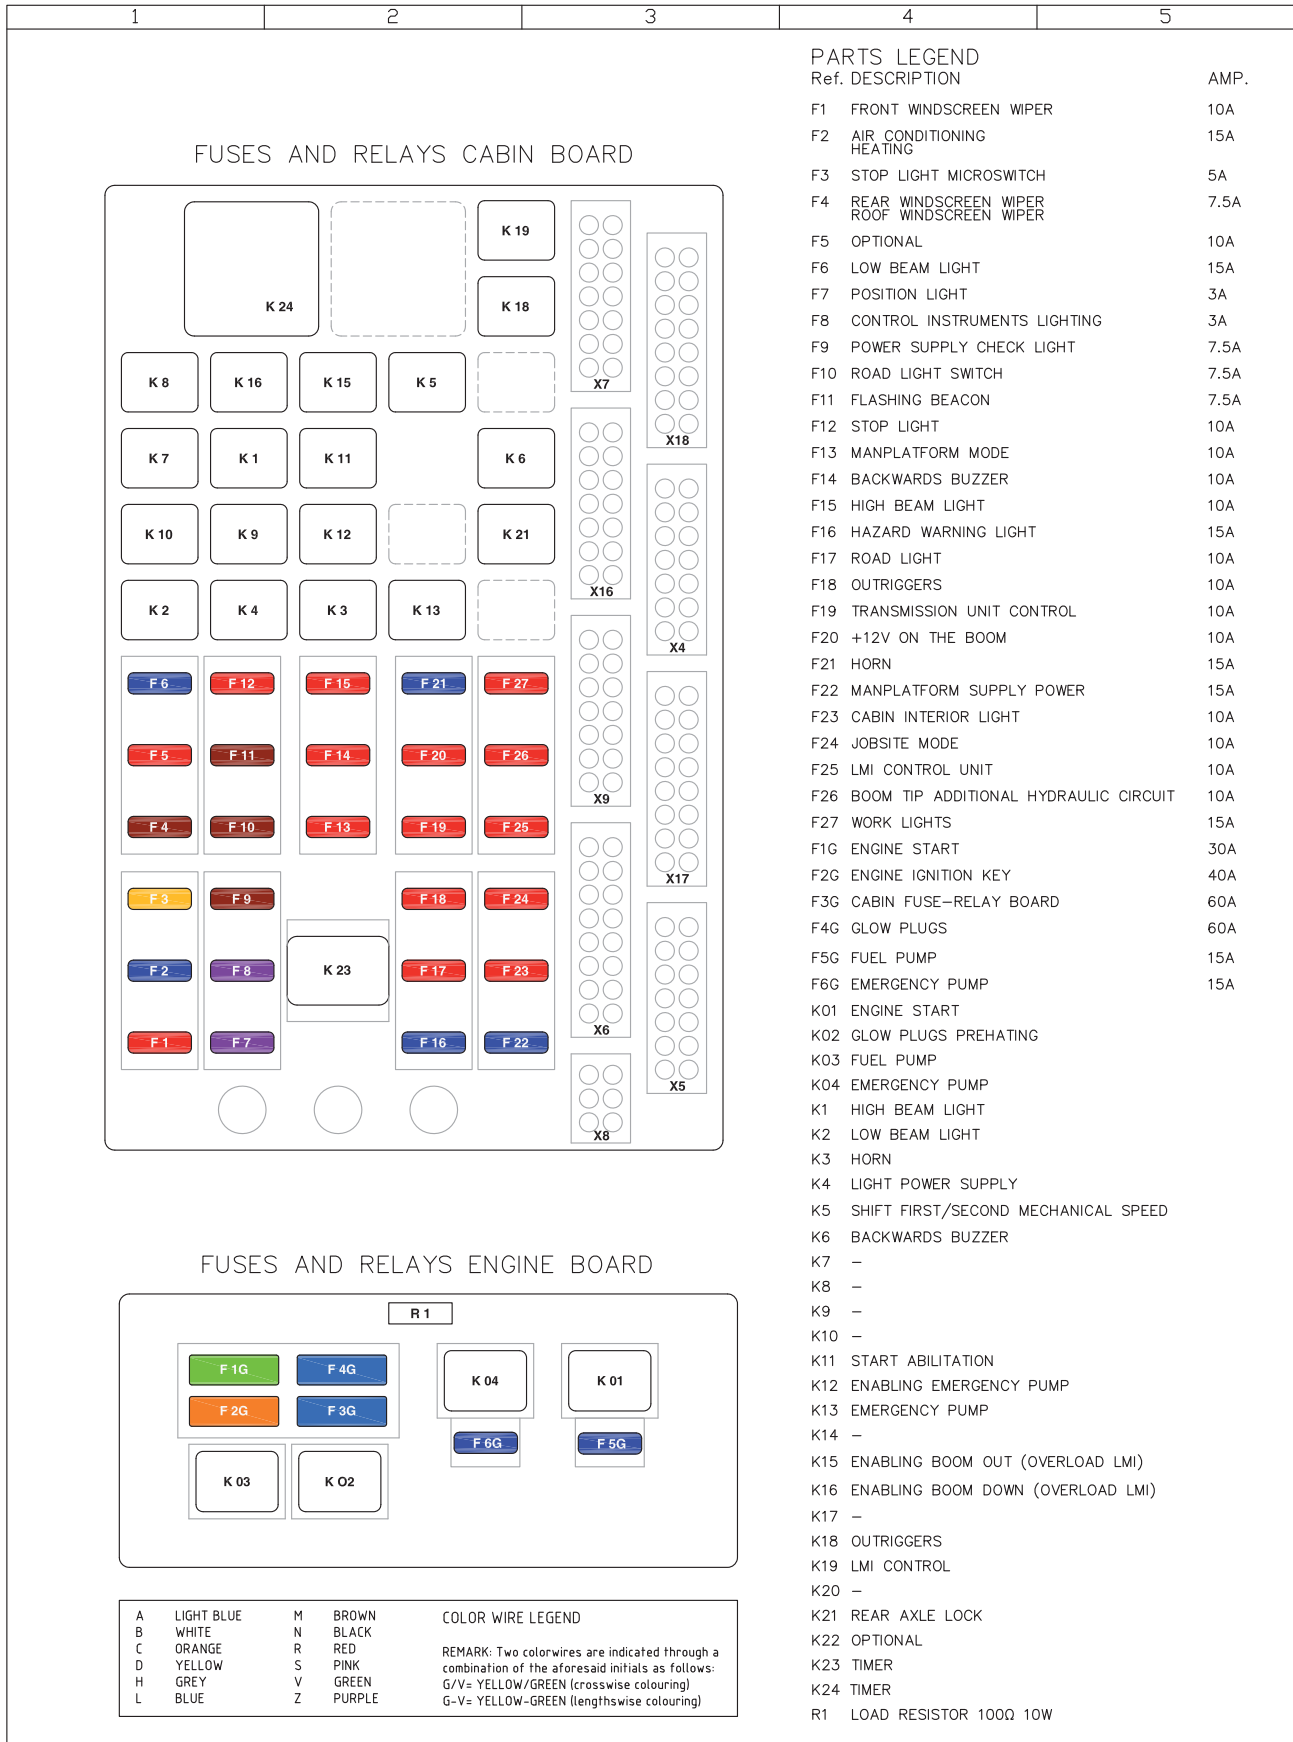 1 2 3 4 5
FUSES AND RELAYS CABIN BOARD
K 19
K 24
K 18
K 8 K 16 K 15 K 5
K 7 K 1 K 11 K 6
K 10 K 9 K 12 K 21
K 2 K 4 K 3 K 13
F 6 F 12 F 15 F 21 F 27
F 5 F 11 F 14 F 20 F 26
F 4 F 10 F 13 F 19 F 25
F 3 F 9 F 18 F 24
F 2 F 8 K 23 F 17 F 23
F 1 F 7 F 16 F 22
X7
X18
X16
X4
X9
X17
X6
X5
X8
FUSES AND RELAYS ENGINE BOARD
R 1
F 1G F 4G K 04 K 01
F 2G F 3G
F 6G F 5G
K 03 K O2
A LIGHT BLUE M BROWN
B WHITE N BLACK
C ORANGE R RED
D YELLOW S PINK
H GREY V GREEN
L BLUE Z PURPLE
COLOR WIRE LEGEND
REMARK: Two colorwires are indicated through a
combination of the aforesaid initials as follows:
G/V= YELLOW/GREEN (crosswise colouring)
G-V= YELLOW-GREEN (lengthswise colouring)
PARTS LEGEND
Ref. DESCRIPTION AMP.
F1 FRONT WINDSCREEN WIPER 10A
F2 AIR CONDITIONING 15A
HEATING
F3 STOP LIGHT MICROSWITCH 5A
F4 REAR WINDSCREEN WIPER 7.5A
ROOF WINDSCREEN WIPER
F5 OPTIONAL 10A
F6 LOW BEAM LIGHT 15A
F7 POSITION LIGHT 3A
F8 CONTROL INSTRUMENTS LIGHTING 3A
F9 POWER SUPPLY CHECK LIGHT 7.5A
F10 ROAD LIGHT SWITCH 7.5A
F11 FLASHING BEACON 7.5A
F12 STOP LIGHT 10A
F13 MANPLATFORM MODE 10A
F14 BACKWARDS BUZZER 10A
F15 HIGH BEAM LIGHT 10A
F16 HAZARD WARNING LIGHT 15A
F17 ROAD LIGHT 10A
F18 OUTRIGGERS 10A
F19 TRANSMISSION UNIT CONTROL 10A
F20 +12V ON THE BOOM 10A
F21 HORN 15A
F22 MANPLATFORM SUPPLY POWER 15A
F23 CABIN INTERIOR LIGHT 10A
F24 JOBSITE MODE 10A
F25 LMI CONTROL UNIT 10A
F26 BOOM TIP ADDITIONAL HYDRAULIC CIRCUIT 10A
F27 WORK LIGHTS 15A
F1G ENGINE START 30A
F2G ENGINE IGNITION KEY 40A
F3G CABIN FUSE-RELAY BOARD 60A
F4G GLOW PLUGS 60A
F5G FUEL PUMP 15A
F6G EMERGENCY PUMP 15A
K01 ENGINE START
K02 GLOW PLUGS PREHATING
K03 FUEL PUMP
K04 EMERGENCY PUMP
K1 HIGH BEAM LIGHT
K2 LOW BEAM LIGHT
K3 HORN
K4 LIGHT POWER SUPPLY
K5 SHIFT FIRST/SECOND MECHANICAL SPEED
K6 BACKWARDS BUZZER
K7 –
K8 –
K9 –
K10 –
K11 START ABILITATION
K12 ENABLING EMERGENCY PUMP
K13 EMERGENCY PUMP
K14 –
K15 ENABLING BOOM OUT (OVERLOAD LMI)
K16 ENABLING BOOM DOWN (OVERLOAD LMI)
K17 –
K18 OUTRIGGERS
K19 LMI CONTROL
K20 –
K21 REAR AXLE LOCK
K22 OPTIONAL
K23 TIMER
K24 TIMER
R1 LOAD RESISTOR 100Ω 10W